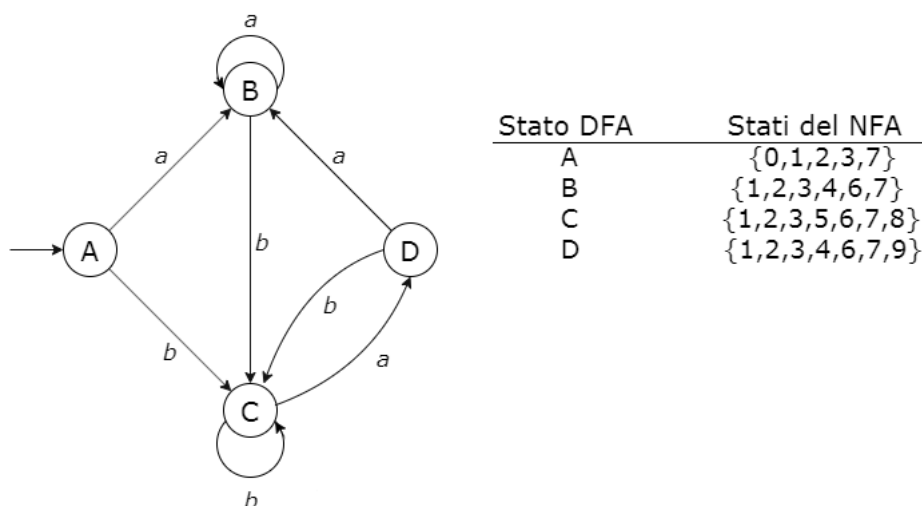 a
B
a
a
A
b
D
b
b
a
C
b
Stato DFA Stati del NFA
A {0,1,2,3,7}
B {1,2,3,4,6,7}
C {1,2,3,5,6,7,8}
D {1,2,3,4,6,7,9}